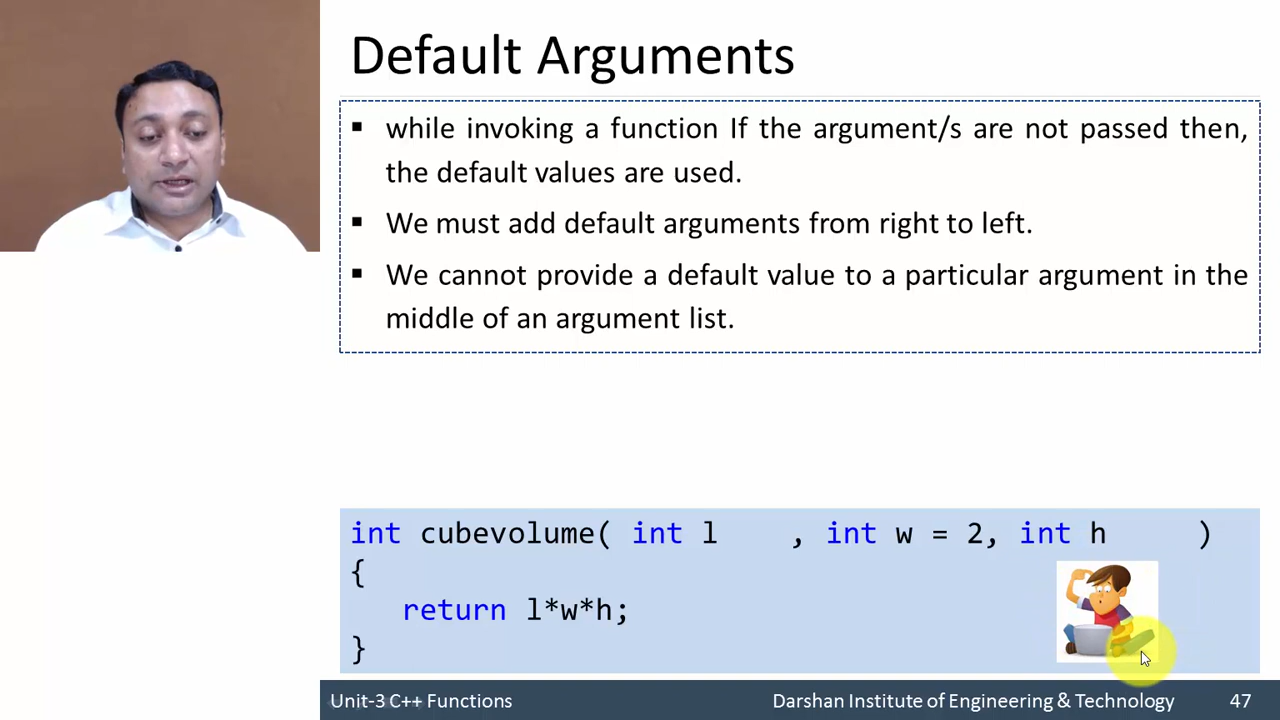 Default Arguments
▪ while invoking a function If the argument/s are not passed then,
the default values are used.
▪ We must add default arguments from right to left.
▪ We cannot provide a default value to a particular argument in the
middle of an argument list.
int cubevolume( int l , int w = 2, int h )
{
return l*w*h;
}
Unit-3 C++ Functions Darshan Institute of Engineering & Technology 47